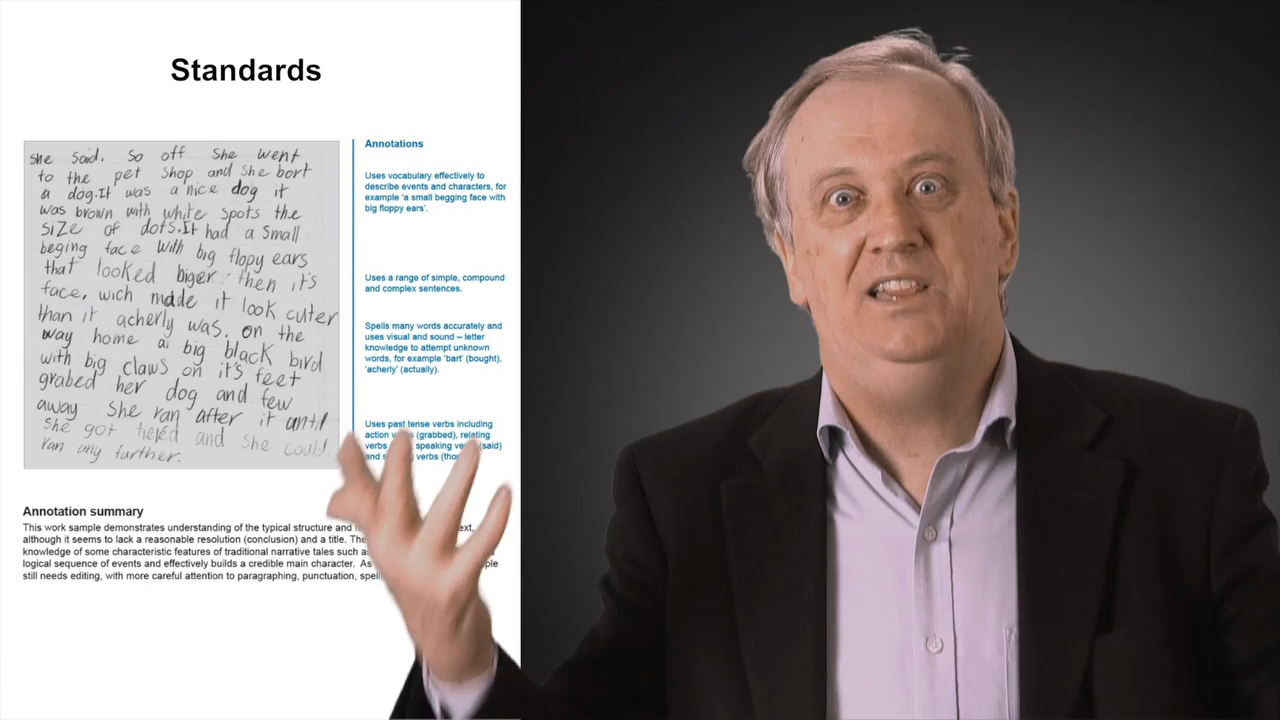 Standards
she said. So off she went
to the pet shop and she bort
a dog.It was a nice dog it
was brown with white spots the
size of dots.It had a small
beging face with big flopy ears
that looked biger then it's
face, wich made it look cuter
than it acherly was. on the
way home a big black bird
with big claws on it's feet
grabed her dog and few
away she ran after it until
she got tiered and she could
ran any further.
Annotations
Uses vocabulary effectively to
describe events and characters, for
example 'a small begging face with
big floppy ears'.
Uses a range of simple, compound
and complex sentences.
Spells many words accurately and
uses visual and sound – letter
knowledge to attempt unknown
words, for example 'bart' (bought),
'acherly' (actually).
Uses past tense verbs including
action (grabbed), relating
verbs speaking (said)
and verbs
Annotation summary
This work sample demonstrates understanding of the typical structure and
although it seems to lack a reasonable resolution (conclusion) and a title.
knowledge of some characteristic features of traditional narrative tales such
logical sequence of events and effectively builds a credible main character. As
still needs editing, with more careful attention to paragraphing, punctuation,